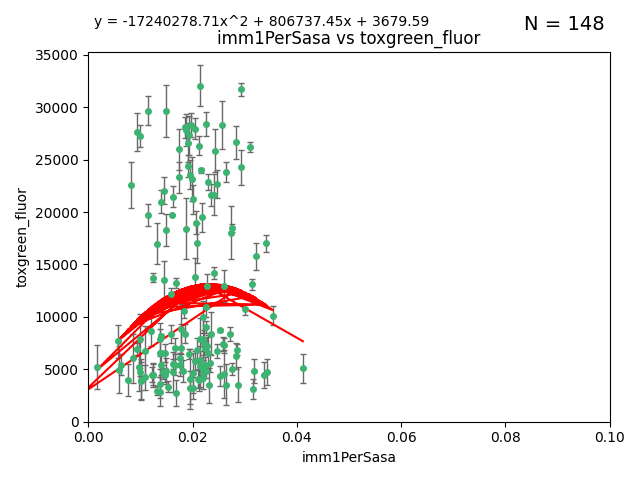 y = -17240278.71x^2 + 806737.45x + 3679.59
N = 148
imm1PerSasa vs toxgreen_fluor
35000
30000
25000
20000
15000
10000
5000
0
toxgreen_fluor
0.00 0.02 0.04 0.06 0.08 0.10
imm1PerSasa